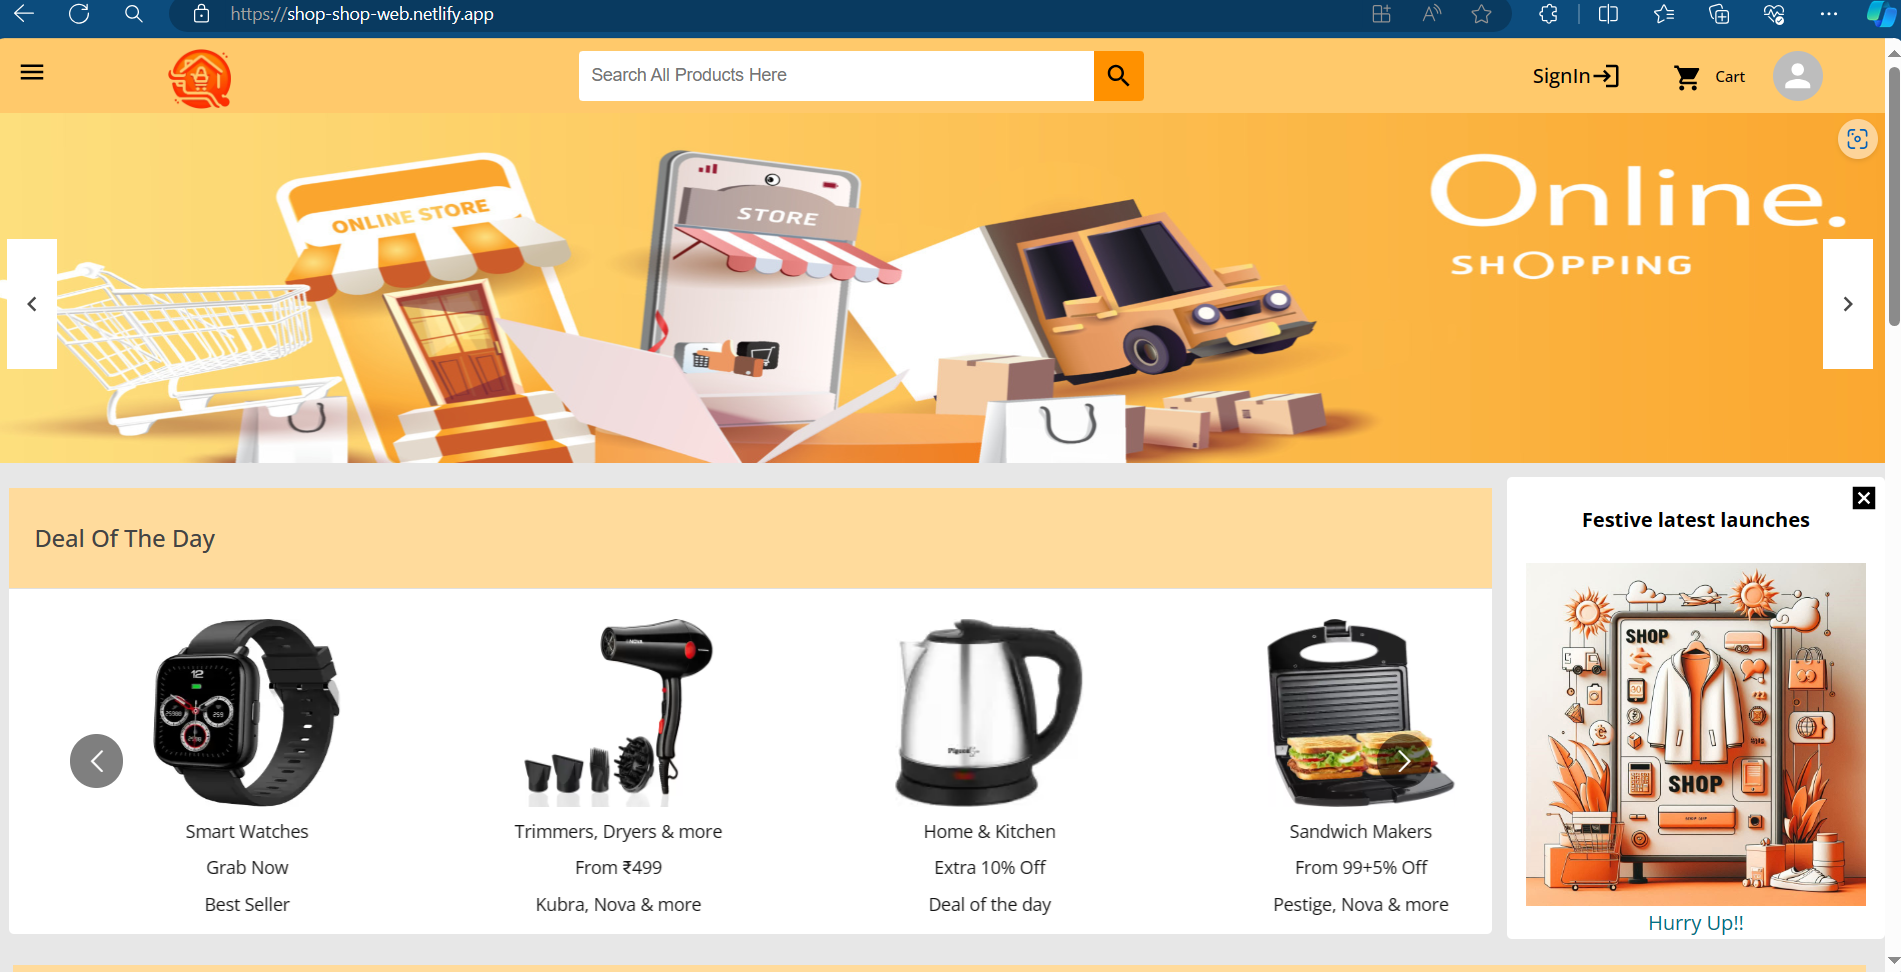 https://shop-shop-web.netlify.app
Search All Products Here
SignIn
Cart
ONLINE STORE
STORE
Online.
SHOPPING
Deal Of The Day
Smart Watches
Grab Now
Best Seller
Trimmers, Dryers & more
From ₹499
Kubra, Nova & more
Home & Kitchen
Extra 10% Off
Deal of the day
Sandwich Makers
From 99+5% Off
Pestige, Nova & more
Festive latest launches
SHOP
SHOP
Hurry Up!!